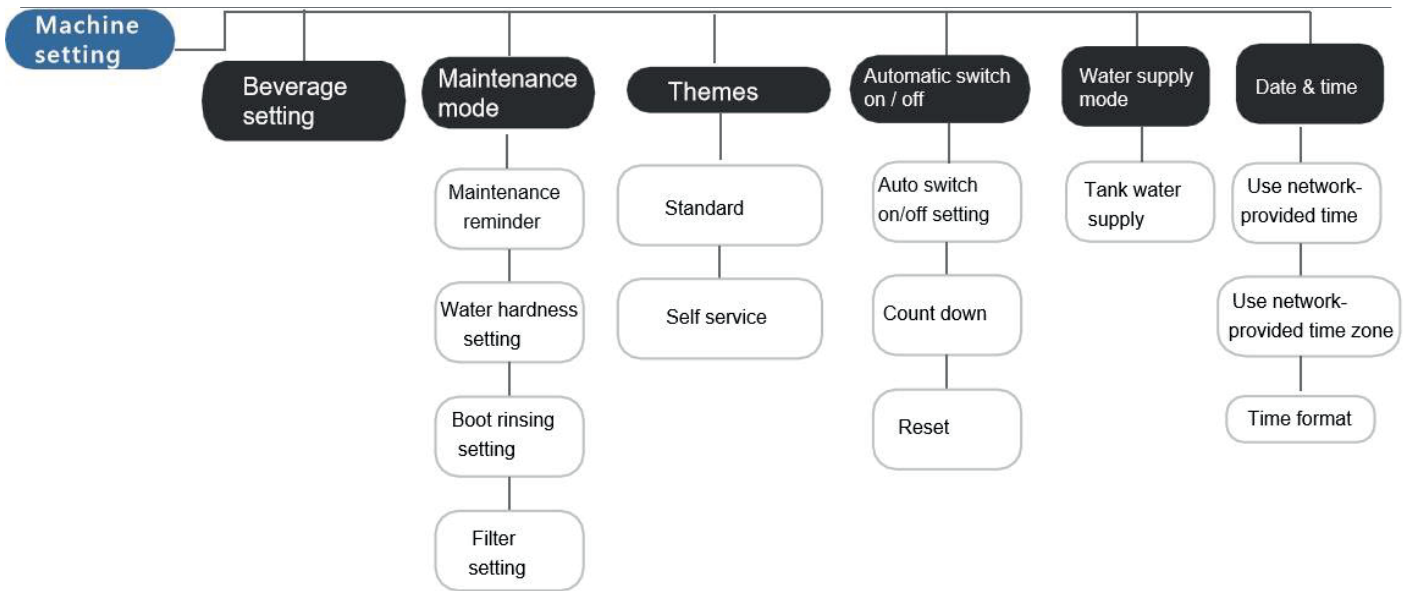 Machine
setting
Beverage
setting
Maintenance
mode
Maintenance
reminder
Water hardness
setting
Boot rinsing
setting
Filter
setting
Themes
Standard
Self service
Automatic switch
on / off
Auto switch
on/off setting
Count down
Reset
Water supply
mode
Tank water
supply
Date & time
Use network-
provided time
Use network-
provided time zone
Time format